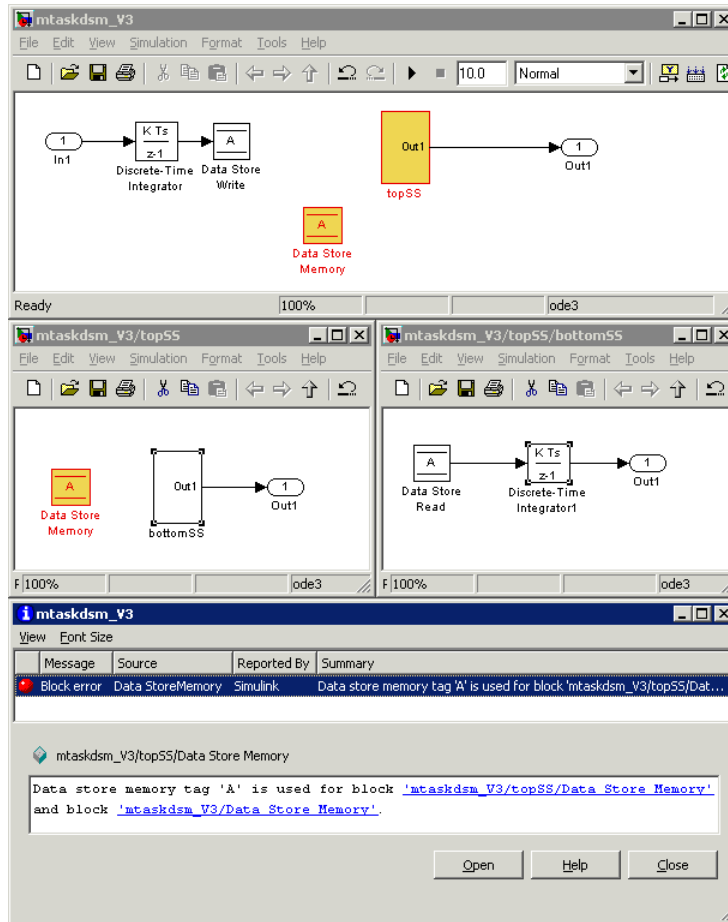 mtaskdsm_V3
File Edit View Simulation Format Tools Help
10.0 Normal
1
In1
K Ts
z-1
Discrete-Time
Integrator
A
Data Store
Write
Out1
topSS
1
Out1
A
Data Store
Memory
Ready 100% ode3
mtaskdsm_V3/topSS
File Edit View Simulation Format Tools Help
A
Data Store
Memory
Out1
bottomSS
1
Out1
F 100% ode3
mtaskdsm_V3/topSS/bottomSS
File Edit View Simulation Format Tools Help
A
Data Store
Read
K Ts
z-1
Discrete-Time
Integrator1
1
Out1
F 100% ode3
mtaskdsm_V3
View Font Size
Message Source Reported By Summary
Block error Data StoreMemory Simulink Data store memory tag 'A' is used for block 'mtaskdsm_V3/topSS/Dat...
mtaskdsm_V3/topSS/Data Store Memory
Data store memory tag 'A' is used for block 'mtaskdsm_V3/topSS/Data Store Memory'
and block 'mtaskdsm_V3/Data Store Memory'.
Open Help Close